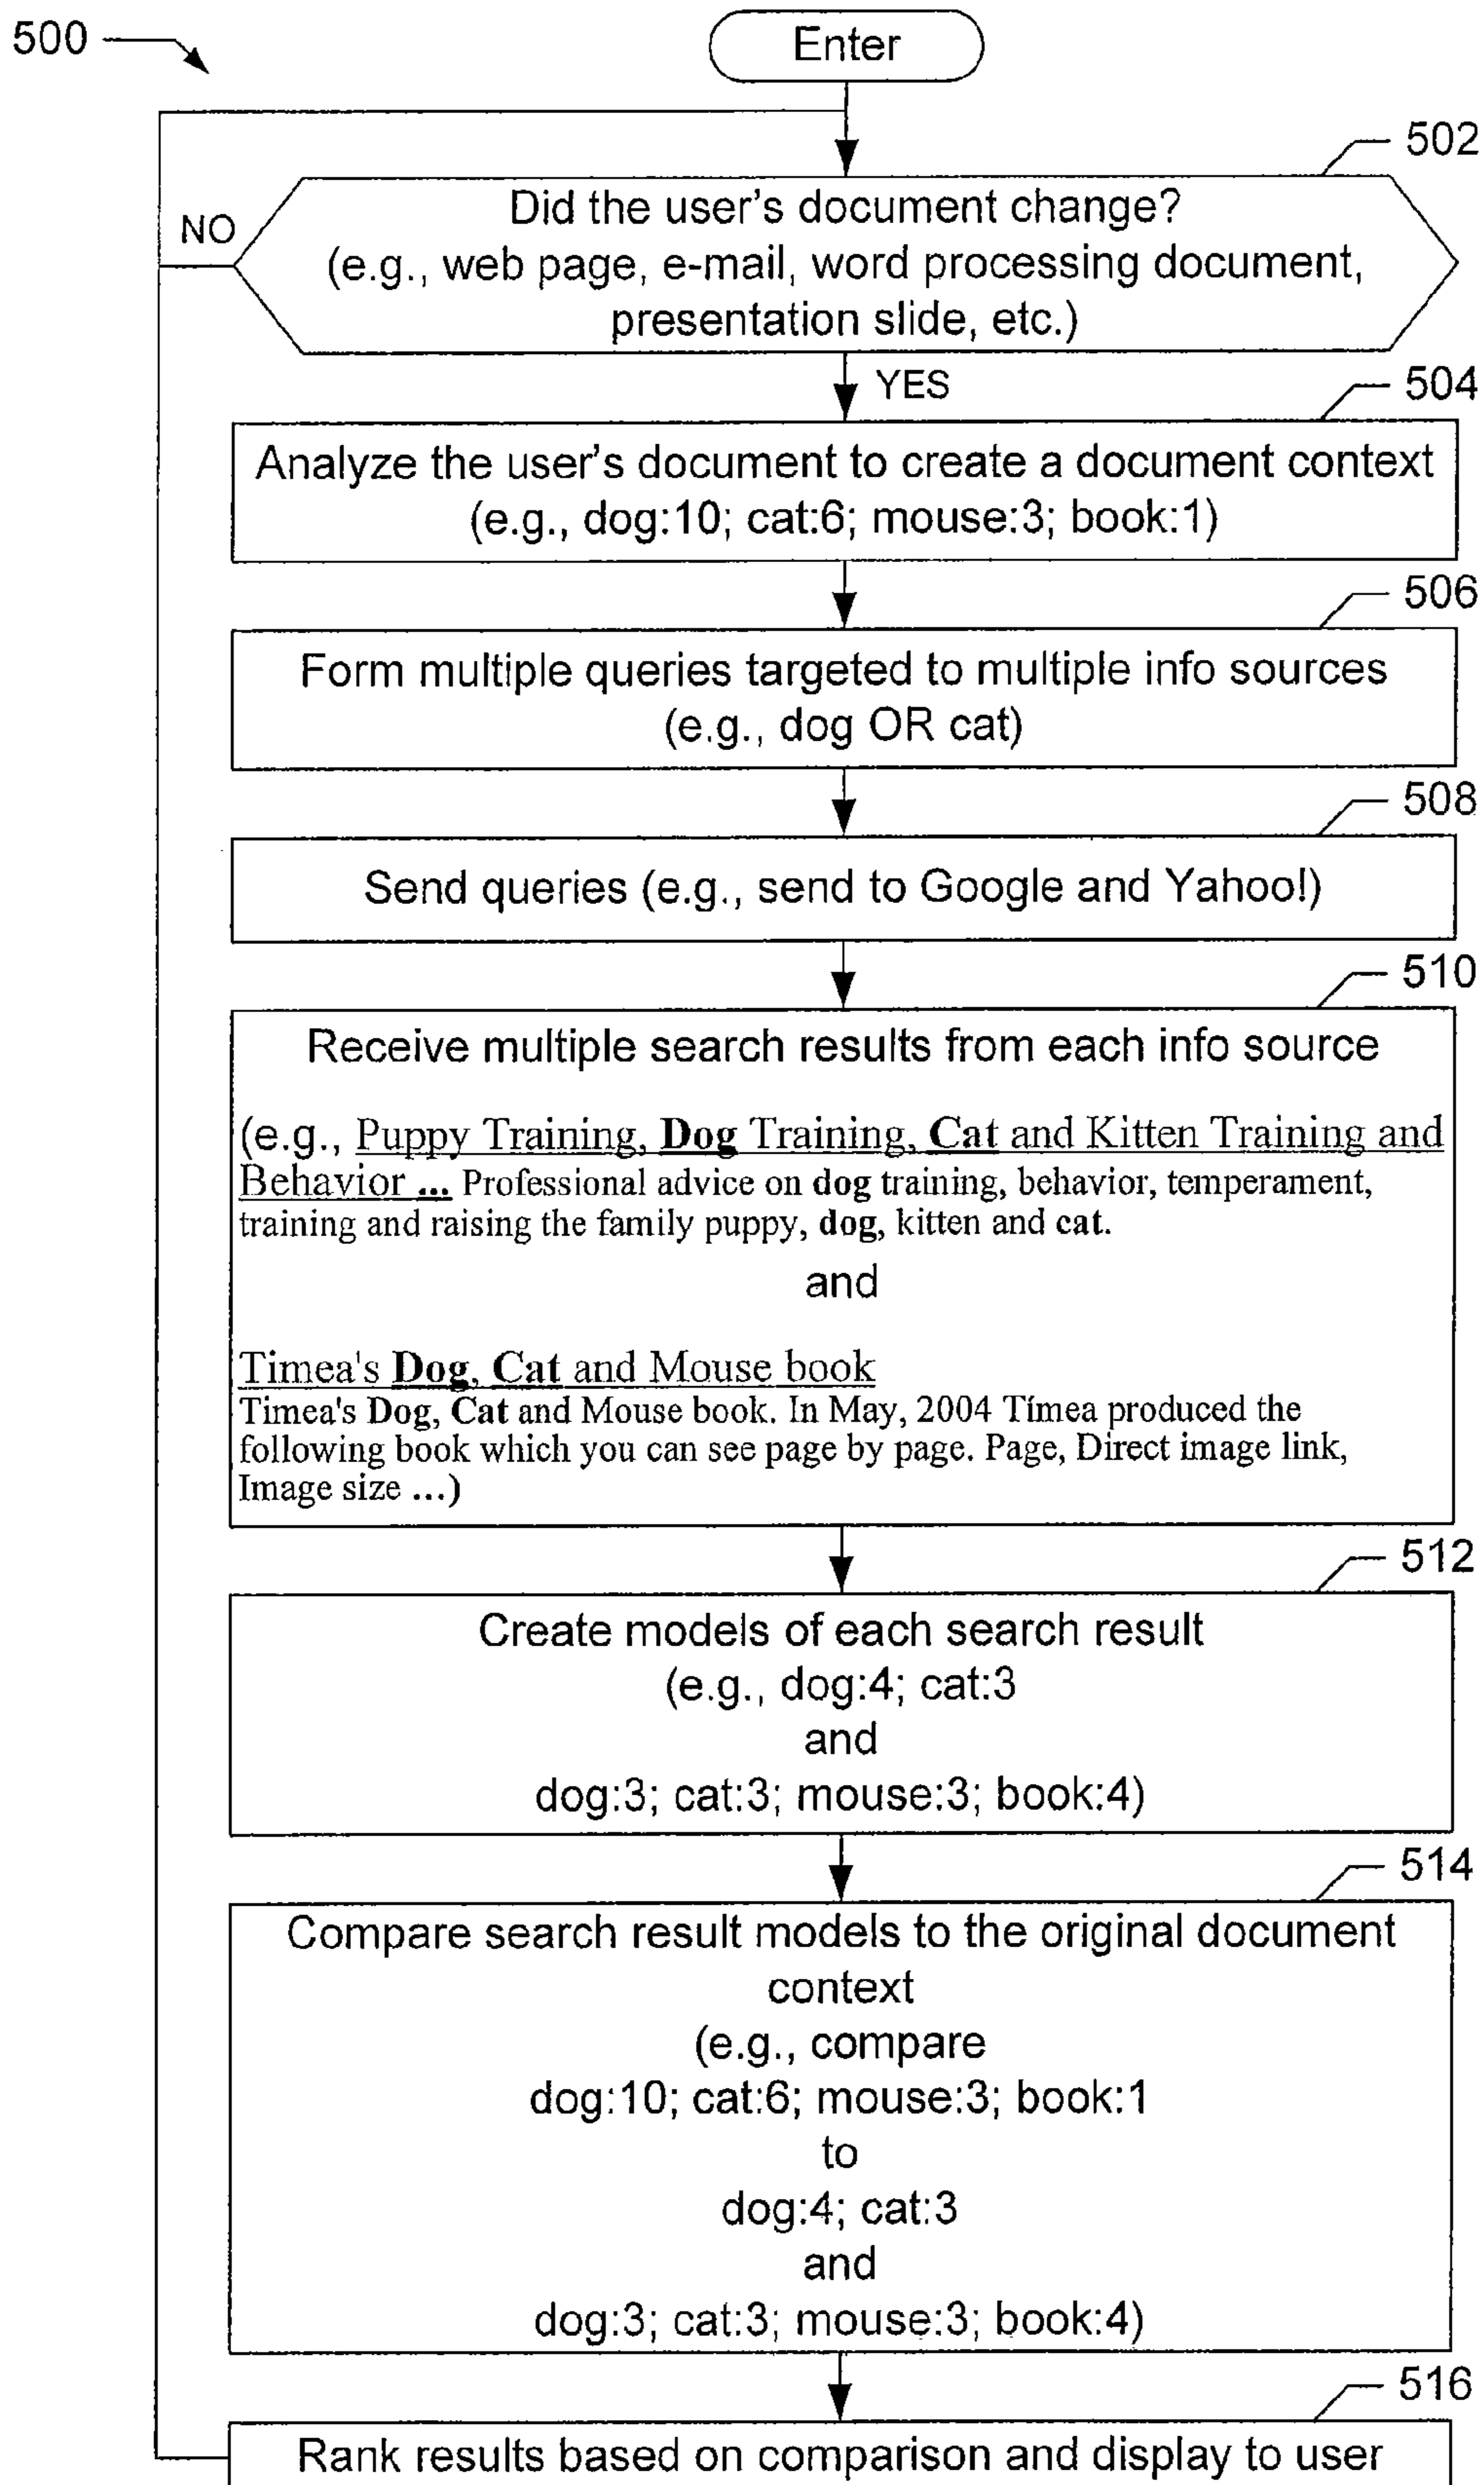 500
Enter
502
Did the user's document change?
NO
(e.g., web page, e-mail, word processing document,
presentation slide, etc.)
YES
504
Analyze the user's document to create a document context
(e.g., dog:10; cat:6; mouse:3; book:1)
506
Form multiple queries targeted to multiple info sources
(e.g., dog OR cat)
508
Send queries (e.g., send to Google and Yahoo!)
510
Receive multiple search results from each info source
(e.g., Puppy Training, Dog Training, Cat and Kitten Training and
Behavior ... Professional advice on dog training, behavior, temperament,
training and raising the family puppy, dog, kitten and cat.
and
Timea's Dog, Cat and Mouse book
Timea's Dog, Cat and Mouse book. In May, 2004 Timea produced the
following book which you can see page by page. Page, Direct image link,
Image size ...)
512
Create models of each search result
(e.g., dog:4; cat:3
and
dog:3; cat:3; mouse:3; book:4)
514
Compare search result models to the original document
context
(e.g., compare
dog:10; cat:6; mouse:3; book:1
to
dog:4; cat:3
and
dog:3; cat:3; mouse:3; book:4)
516
Rank results based on comparison and display to user